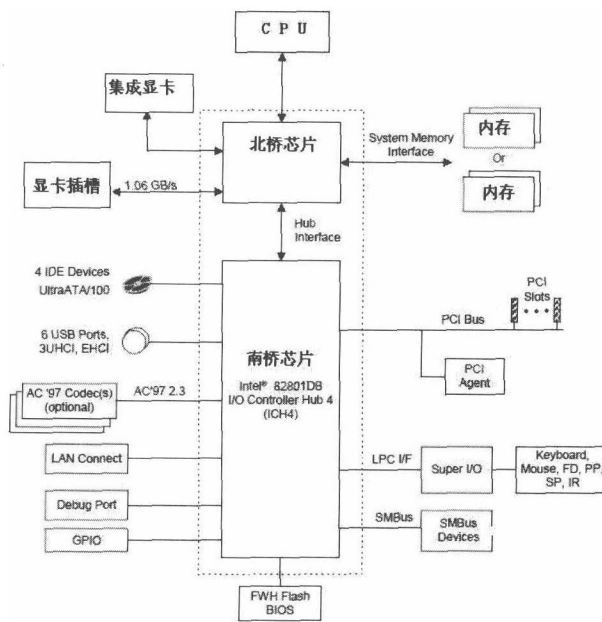 C P U
集成显卡
北桥芯片
System Memory
Interface
内存
Or
内存
显卡插槽
1.06 GB/s
Hub
Interface
4 IDE Devices
UltraATA/100
PCI
Slots
6 USB Ports,
3UHCI, EHCI
PCI Bus
南桥芯片
Intel® 82801DB
I/O Controller Hub 4
(ICH4)
PCI
Agent
AC '97 Codec(s)
(optional)
AC'97 2.3
LAN Connect
LPC I/F
Super I/O
Keyboard,
Mouse, FD, PP,
SP, IR
Debug Port
SMBus
SMBus
Devices
GPIO
FWH Flash
BIOS